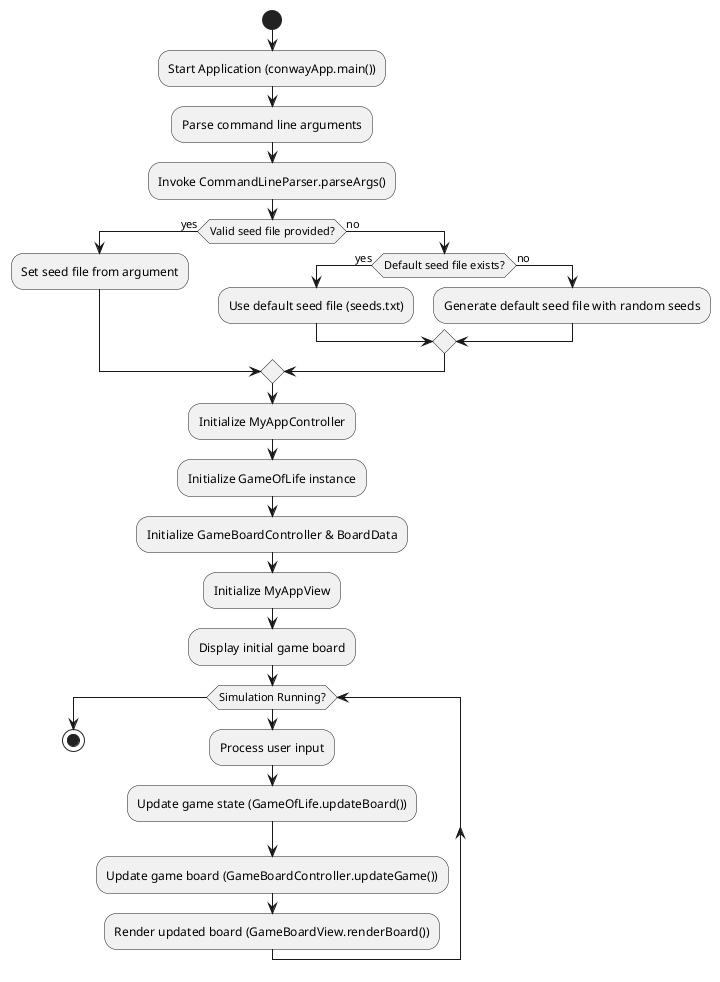 Start Application (conwayApp.main())
Parse command line arguments
Invoke CommandLineParser.parseArgs()
yes
Valid seed file provided?
no
Set seed file from argument
yes
Default seed file exists?
no
Use default seed file (seeds.txt)
Generate default seed file with random seeds
Initialize MyAppController
Initialize GameOfLife instance
Initialize GameBoardController & BoardData
Initialize MyAppView
Display initial game board
Simulation Running?
Process user input
Update game state (GameOfLife.updateBoard())
Update game board (GameBoardController.updateGame())
Render updated board (GameBoardView.renderBoard())